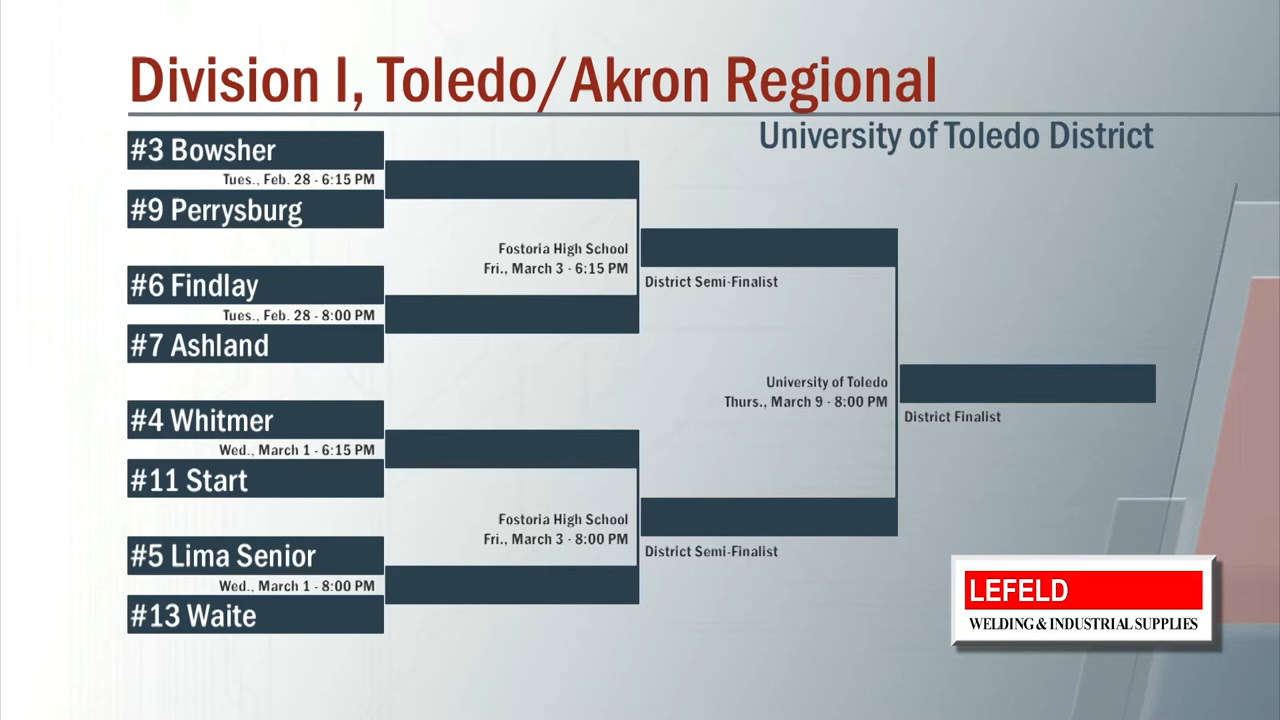 Division I, Toledo/Akron Regional
University of Toledo District
#3 Bowsher
Tues., Feb. 28 - 6:15 PM
#9 Perrysburg
Fostoria High School
Fri., March 3 - 6:15 PM
#6 Findlay
Tues., Feb. 28 - 8:00 PM
#7 Ashland
District Semi-Finalist
University of Toledo
Thurs., March 9 - 8:00 PM
District Finalist
#4 Whitmer
Wed., March 1 - 6:15 PM
#11 Start
Fostoria High School
Fri., March 3 - 8:00 PM
#5 Lima Senior
Wed., March 1 - 8:00 PM
#13 Waite
District Semi-Finalist
LEFELD
WELDING & INDUSTRIAL SUPPLIES